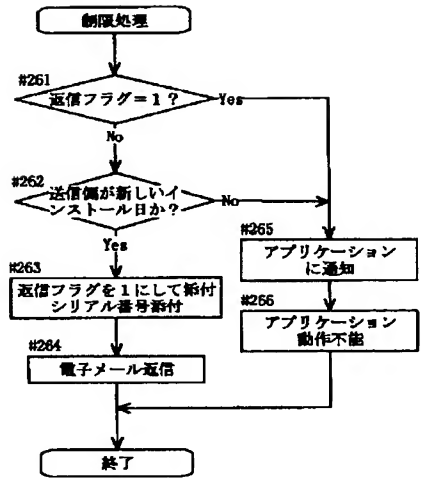 制限処理
#261
返信フラグ=1?
Yes
No
#262
送信側が新しいイ
ンストール日か?
No
Yes
#263
返信フラグを1にして添付
シリアル番号添付
#264
電子メール返信
#265
アプリケーション
に通知
#266
アプリケーション
動作不能
終了